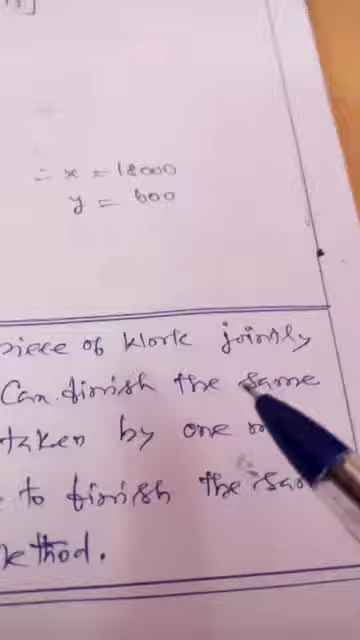 ∴ x = 18000
y = 600
piece of work jointly
Can finish the same
taken by one
to finish the
method.